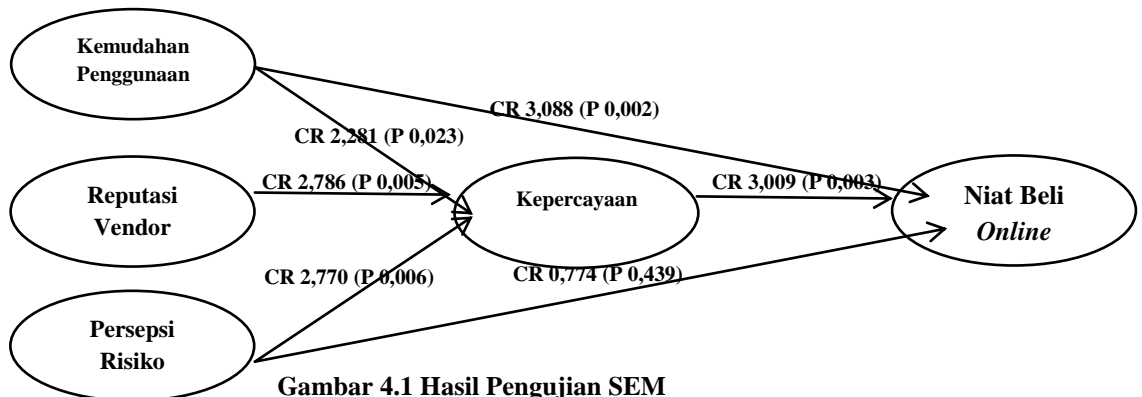 Kemudahan
Penggunaan
CR 3,088 (P 0,002)
CR 2,281 (P 0,023)
CR 2,786 (P 0,005)
Reputasi
Vendor
Kepercayaan
CR 3,009 (P 0,003)
Niat Beli
Online
CR 2,770 (P 0,006)
CR 0,774 (P 0,439)
Persepsi
Risiko
Gambar 4.1 Hasil Pengujian SEM